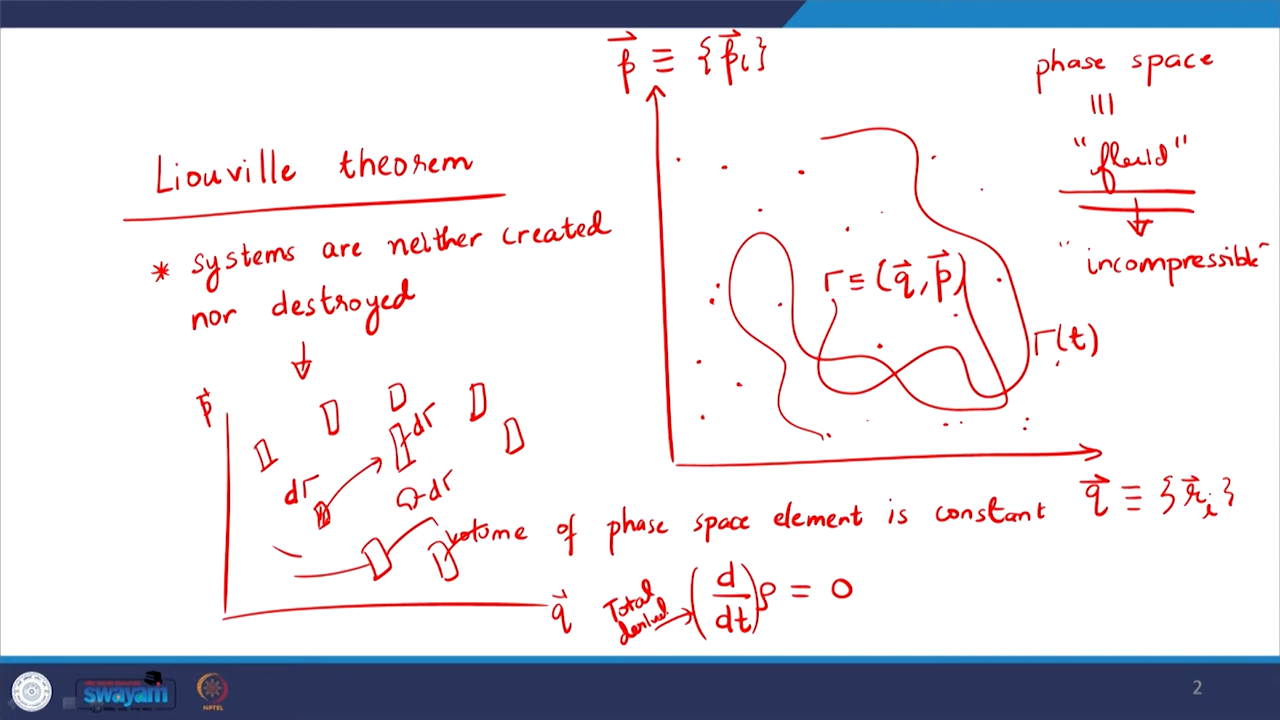 Liouville theorem
* systems are neither created
nor destroyed
p⃗
dΓ
dΓ
dΓ
q⃗
volume of phase space element is constant
Total
(d/dt)ρ = 0
p⃗ ≡ {p⃗i}
Γ ≡ (q⃗, p⃗)
Γ(t)
q⃗ ≡ {r⃗i}
phase space
≡
"fluid"
"incompressible"
swayam
NPTEL
2